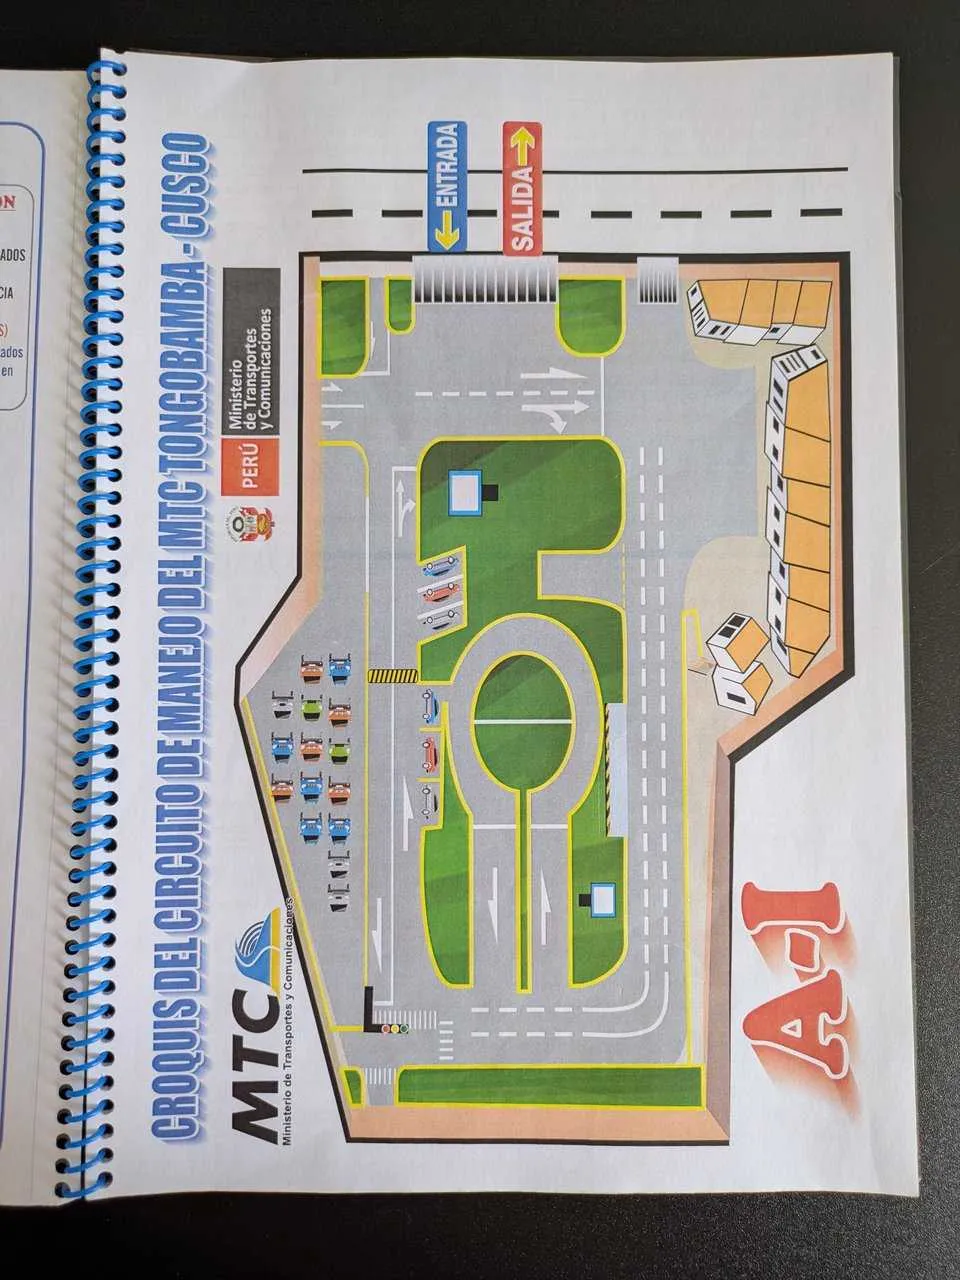 CROQUIS DEL CIRCUITO DE MANEJO DEL MTC TONGOBAMBA - CUSCO
MTC
Ministerio de Transportes y Comunicaciones
PERÚ
Ministerio
de Transportes
y Comunicaciones
ENTRADA
SALIDA
A-I
ON
ADOS
CIA
S)
ados
en